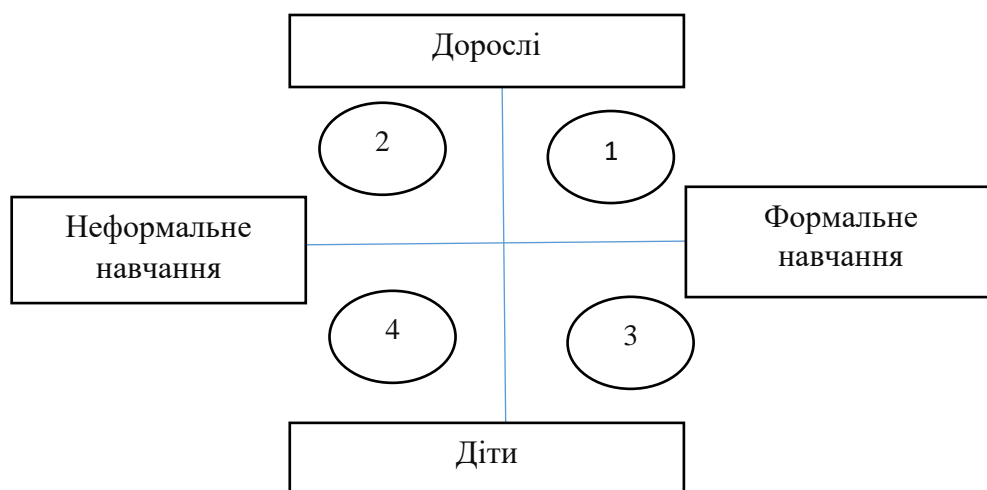 Дорослі
2
1
Неформальне
навчання
Формальне
навчання
4
3
Діти